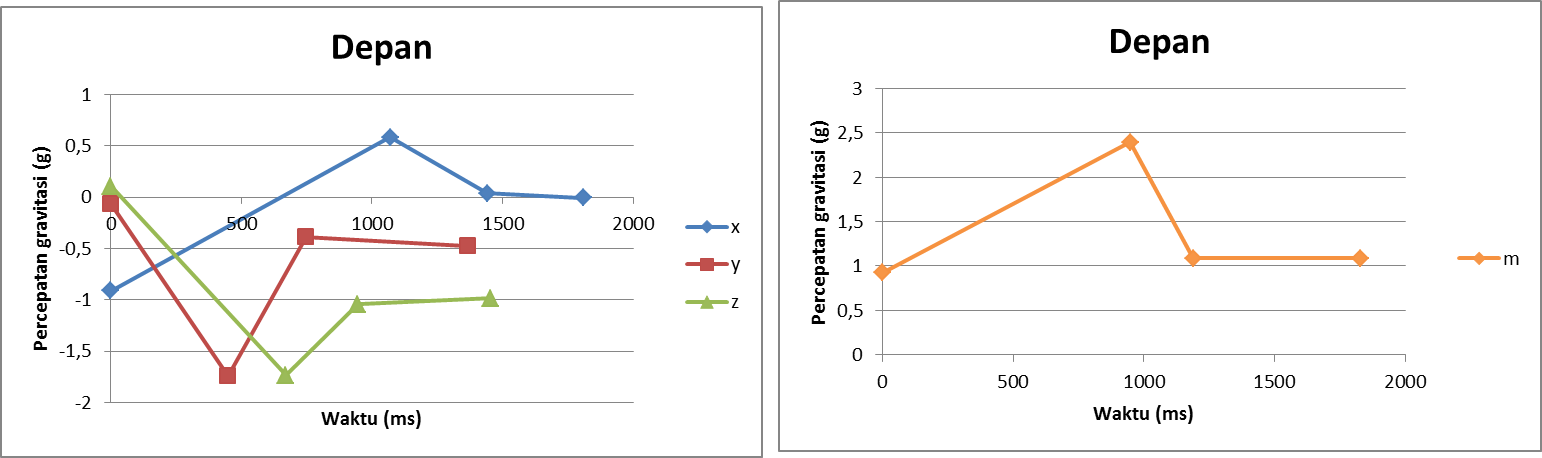 Depan
Percepatan gravitasi (g)
1
0,5
0
-0,5
-1
-1,5
-2
0
500
1000
1500
2000
Waktu (ms)
x
y
z
Depan
Percepatan gravitasi (g)
3
2,5
2
1,5
1
0,5
0
0
500
1000
1500
2000
Waktu (ms)
m